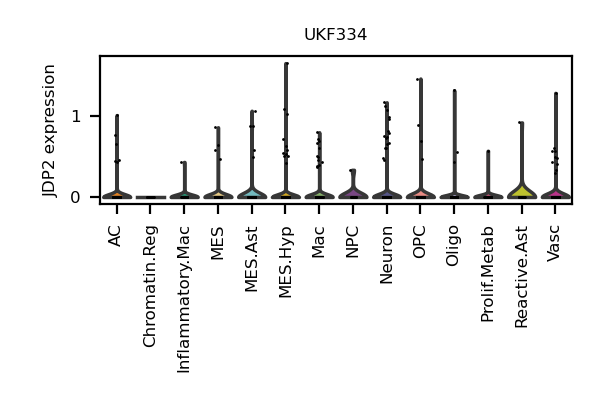 UKF334
JDP2 expression
1
0
AC
Chromatin.Reg
Inflammatory.Mac
MES
MES.Ast
MES.Hyp
Mac
NPC
Neuron
OPC
Oligo
Prolif.Metab
Reactive.Ast
Vasc